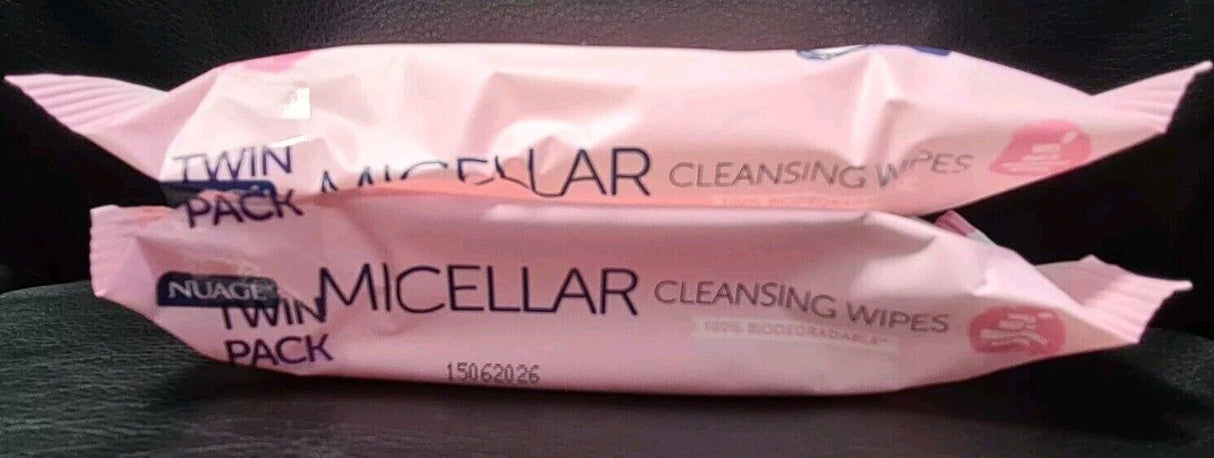 TWIN
PACK
MICELLAR CLEANSING WIPES
NUAGE
TWIN
PACK
MICELLAR CLEANSING WIPES
100% BIODEGRADABLE*
15062026